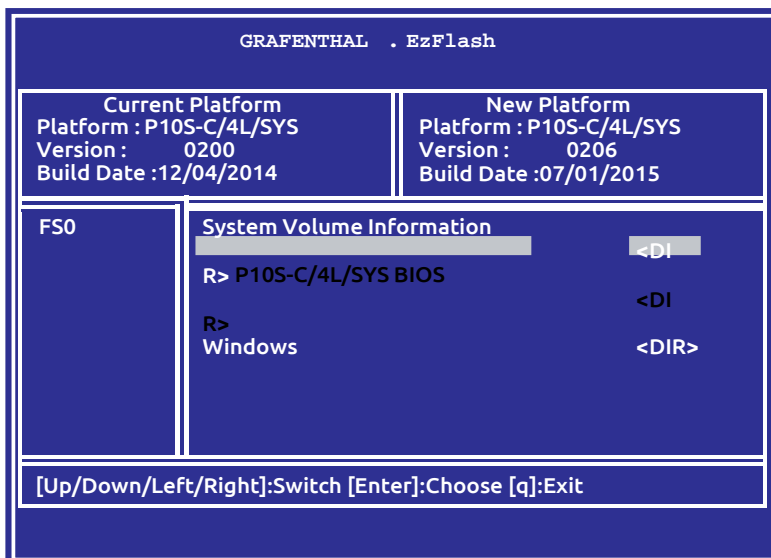 GRAFENTHAL . EzFlash
Current Platform
Platform : P10S-C/4L/SYS
Version : 0200
Build Date :12/04/2014
New Platform
Platform : P10S-C/4L/SYS
Version : 0206
Build Date :07/01/2015
FS0
System Volume Information
<DI
R> P10S-C/4L/SYS BIOS
<DI
R>
Windows <DIR>
[Up/Down/Left/Right]:Switch [Enter]:Choose [q]:Exit